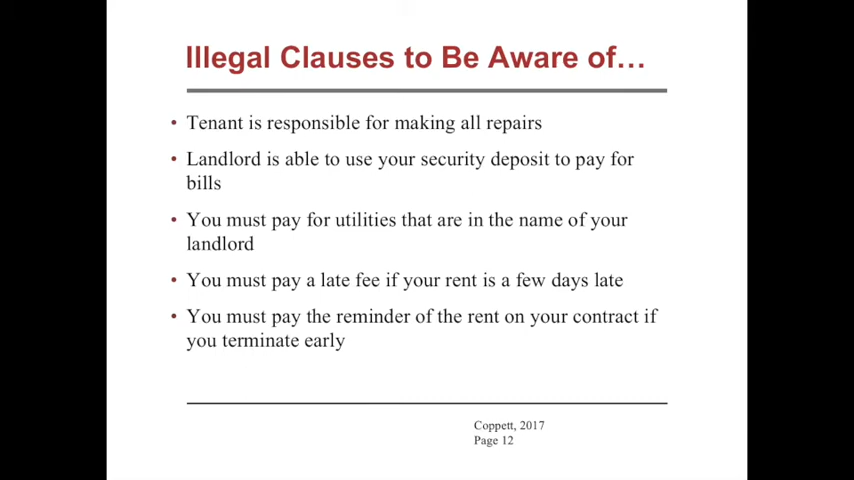 Illegal Clauses to Be Aware of…
• Tenant is responsible for making all repairs
• Landlord is able to use your security deposit to pay for
bills
• You must pay for utilities that are in the name of your
landlord
• You must pay a late fee if your rent is a few days late
• You must pay the reminder of the rent on your contract if
you terminate early
Coppett, 2017
Page 12